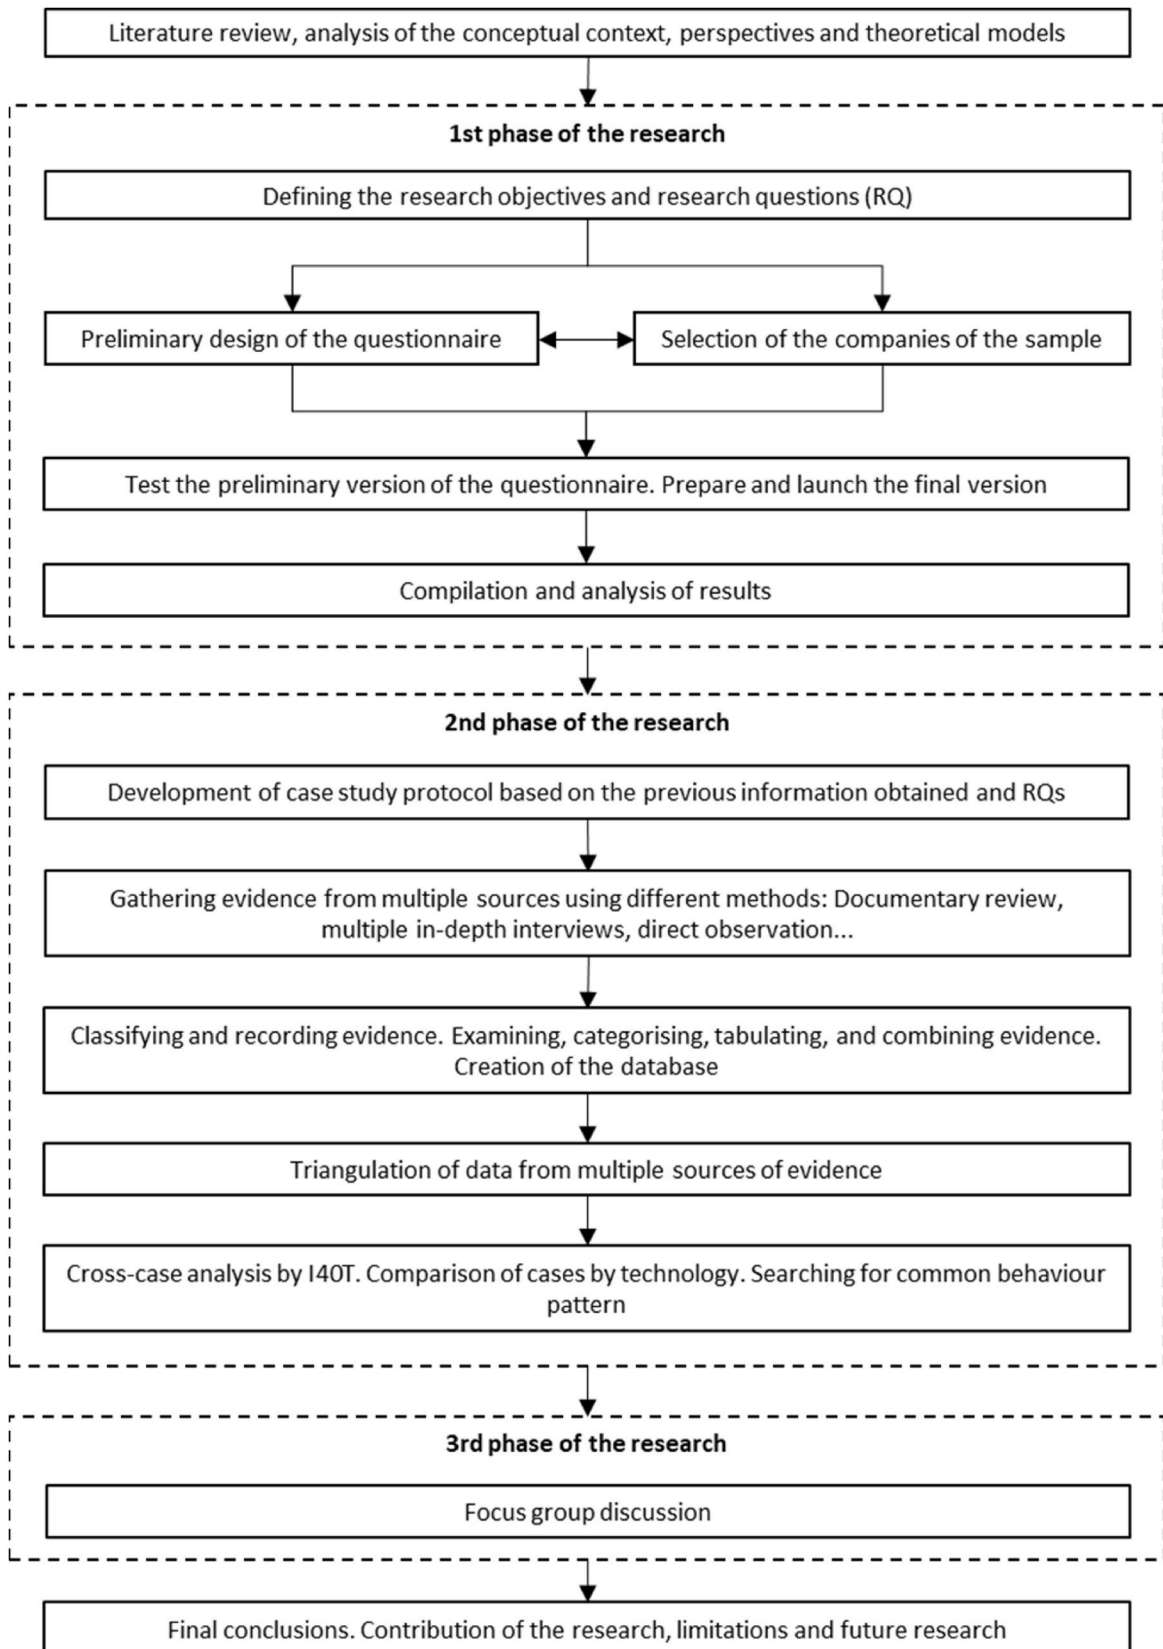 Literature review, analysis of the conceptual context, perspectives and theoretical models
1st phase of the research
Defining the research objectives and research questions (RQ)
Preliminary design of the questionnaire
Selection of the companies of the sample
Test the preliminary version of the questionnaire. Prepare and launch the final version
Compilation and analysis of results
2nd phase of the research
Development of case study protocol based on the previous information obtained and RQs
Gathering evidence from multiple sources using different methods: Documentary review,
multiple in-depth interviews, direct observation...
Classifying and recording evidence. Examining, categorising, tabulating, and combining evidence.
Creation of the database
Triangulation of data from multiple sources of evidence
Cross-case analysis by I40T. Comparison of cases by technology. Searching for common behaviour
pattern
3rd phase of the research
Focus group discussion
Final conclusions. Contribution of the research, limitations and future research